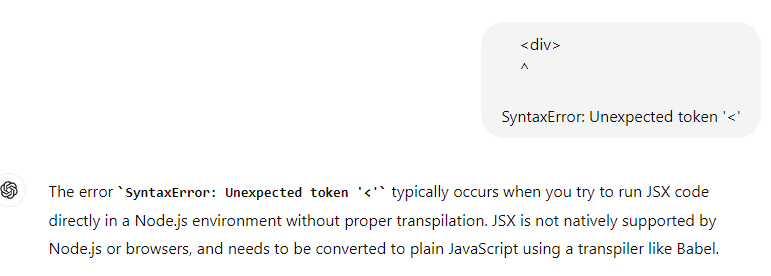 <div>
^
SyntaxError: Unexpected token '<'
The error `SyntaxError: Unexpected token '<'` typically occurs when you try to run JSX code
directly in a Node.js environment without proper transpilation. JSX is not natively supported by
Node.js or browsers, and needs to be converted to plain JavaScript using a transpiler like Babel.